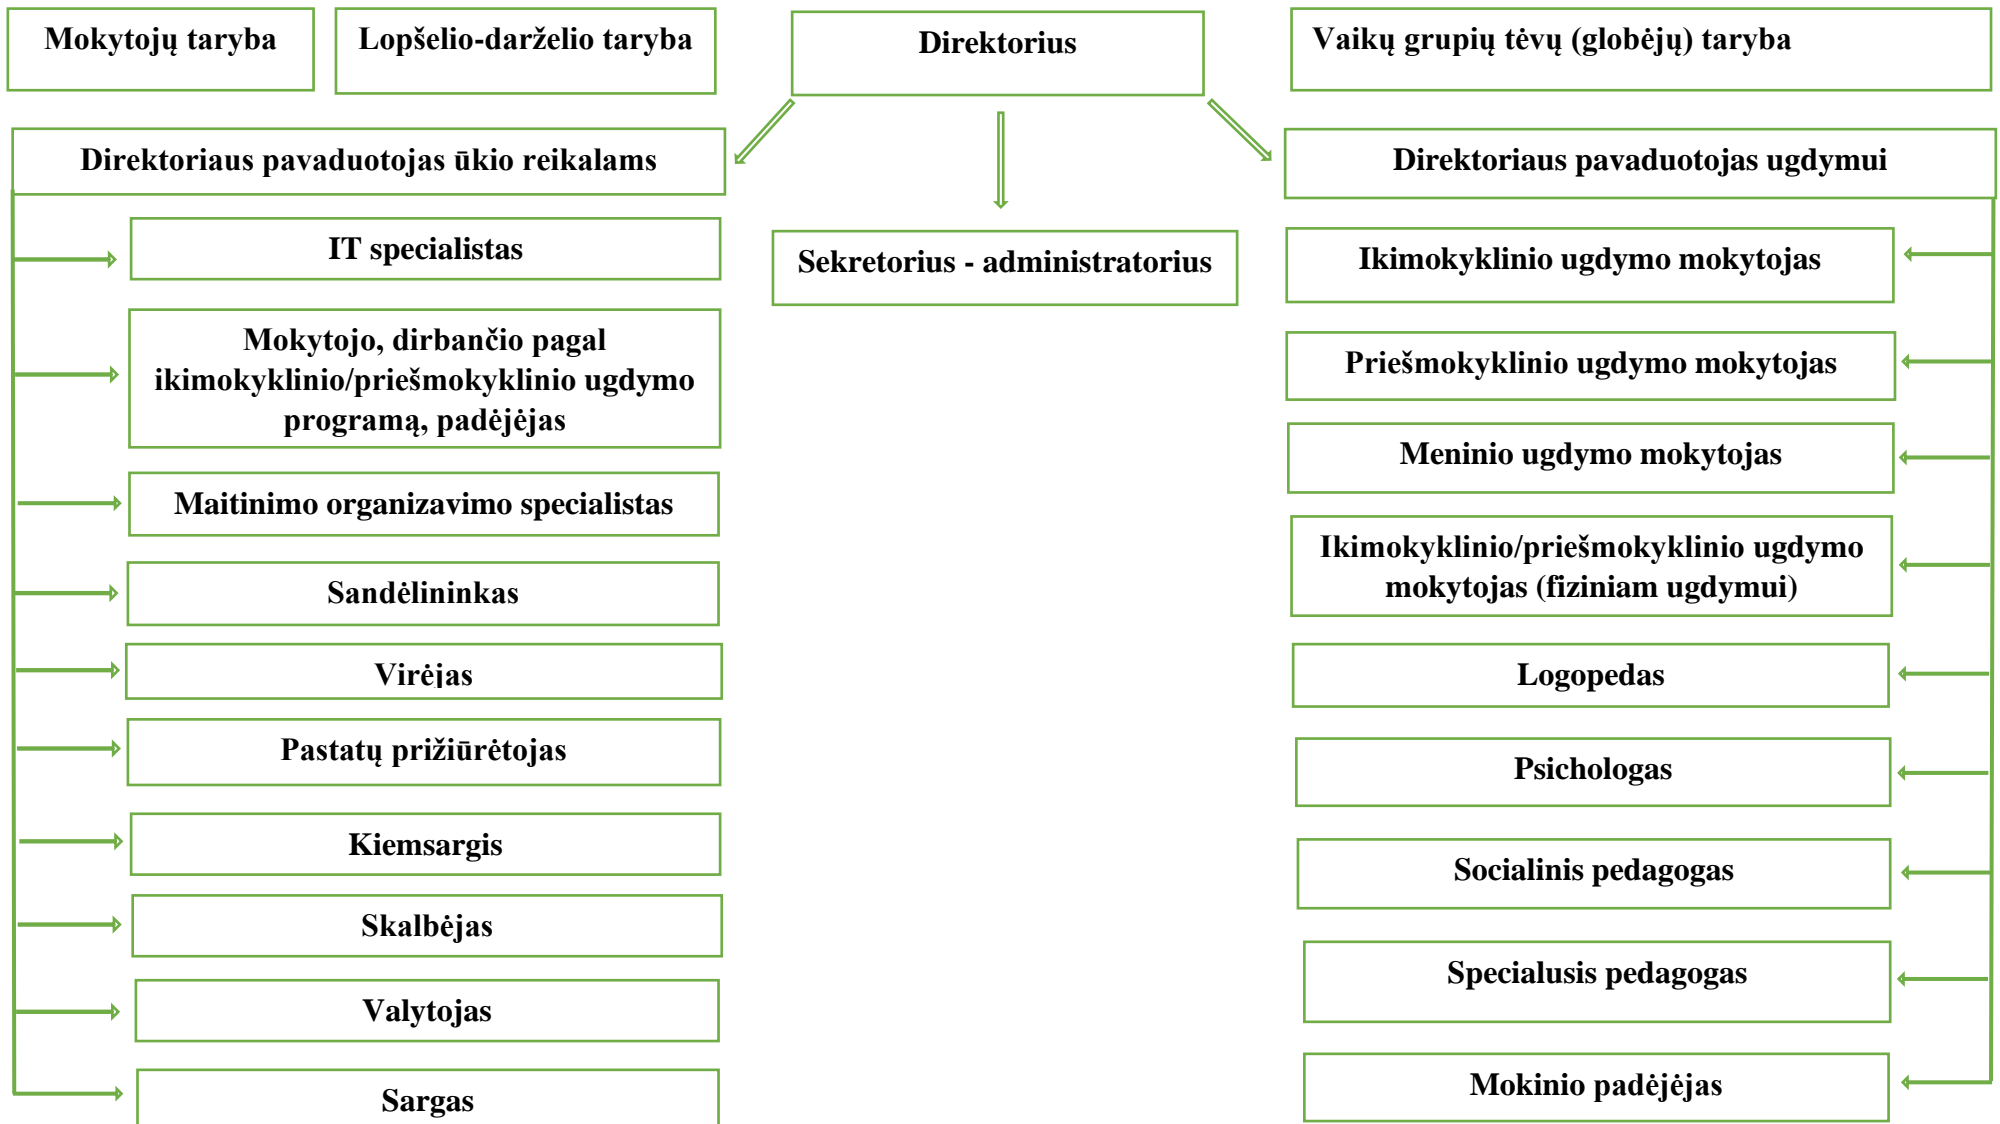 Mokytojų taryba
Lopšelio-darželio taryba
Direktorius
Vaikų grupių tėvų (globėjų) taryba
Direktoriaus pavaduotojas ūkio reikalams
Direktoriaus pavaduotojas ugdymui
IT specialistas
Mokytojo, dirbančio pagal
ikimokyklinio/priešmokyklinio ugdymo
programą, padėjėjas
Maitinimo organizavimo specialistas
Sandėlininkas
Virėjas
Pastatų prižiūrėtojas
Kiemsargis
Skalbėjas
Valytojas
Sargas
Sekretorius - administratorius
Ikimokyklinio ugdymo mokytojas
Priešmokyklinio ugdymo mokytojas
Meninio ugdymo mokytojas
Ikimokyklinio/priešmokyklinio ugdymo
mokytojas (fiziniam ugdymui)
Logopedas
Psichologas
Socialinis pedagogas
Specialusis pedagogas
Mokinio padėjėjas